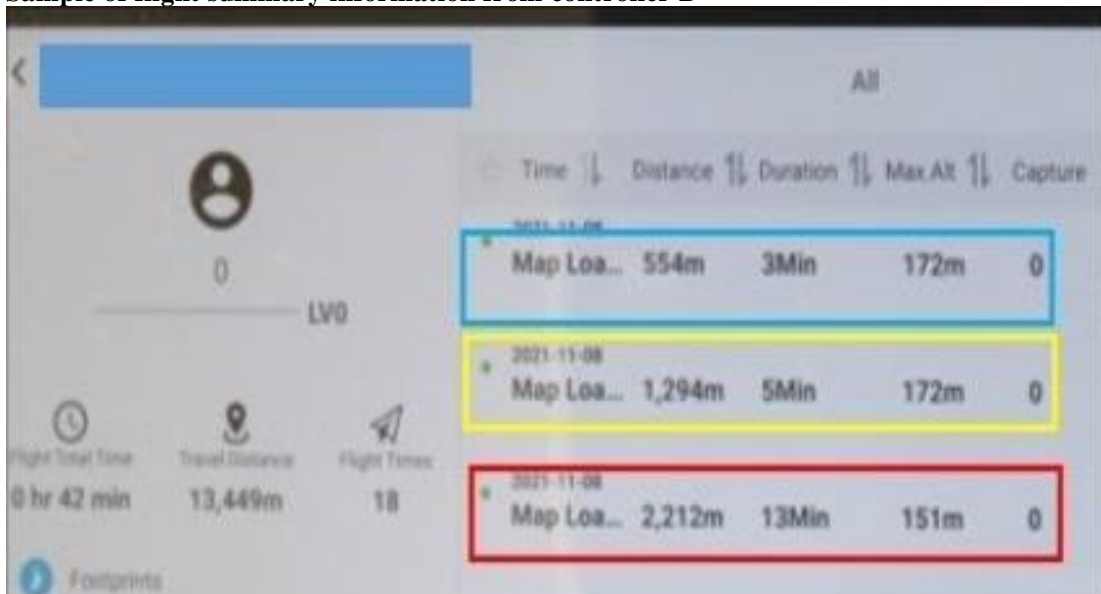 Sample of flight summary information from controller B
All
Time Distance Duration Max Alt Capture
0
LV0
2021-11-08
Map Loa... 554m 3Min 172m 0
2021-11-08
Map Loa... 1,294m 5Min 172m 0
2021-11-08
Map Loa... 2,212m 13Min 151m 0
Flight Total Time Travel Distance Flight Times
0 hr 42 min 13,449m 18
Footprints